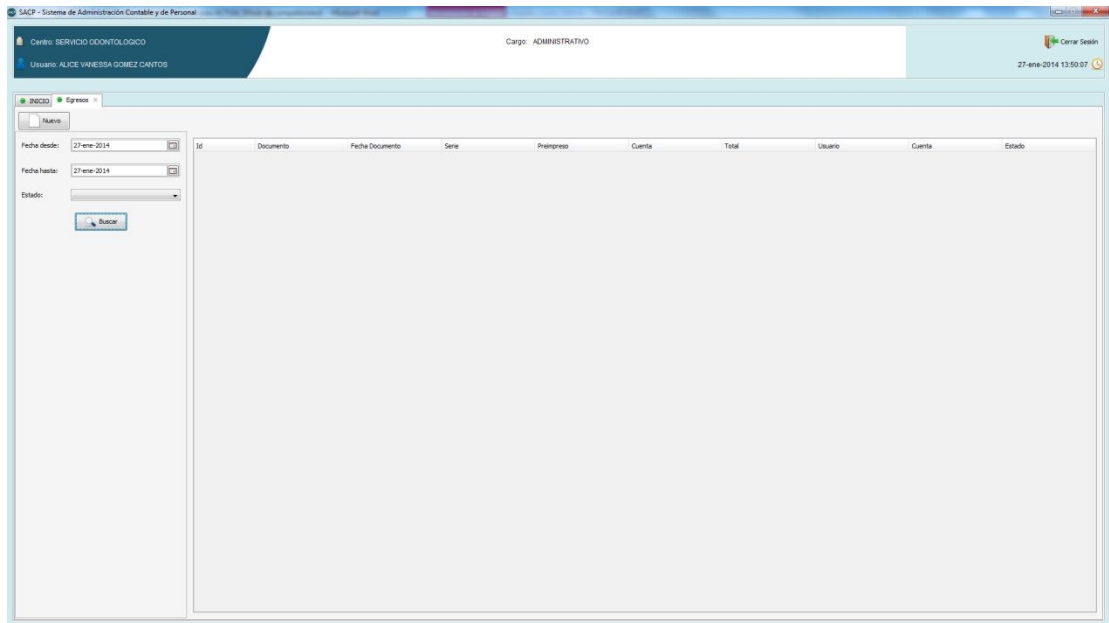 SACP - Sistema de Administración Contable y de Personal
Centro: SERVICIO ODONTOLOGICO
Cargo: ADMINISTRATIVO
Cerrar Sesión
Usuario: ALICE VANESSA GOMEZ CANTOS
27-ene-2014 13:50:07
INICIO Egresos
Nuevo
Fecha desde: 27-ene-2014
Id Documento Fecha Documento Serie Preimpreso Cuenta Total Usuario Cuenta Estado
Fecha hasta: 27-ene-2014
Estado:
Buscar